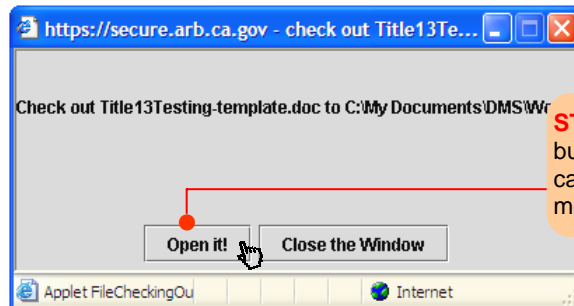 https://secure.arb.ca.gov - check out Title13Te...
Check out Title13Testing-template.doc to C:\My Documents\DMS\Wo
ST
bu
ca
m
Open it!
Close the Window
Applet FileCheckingOu
Internet